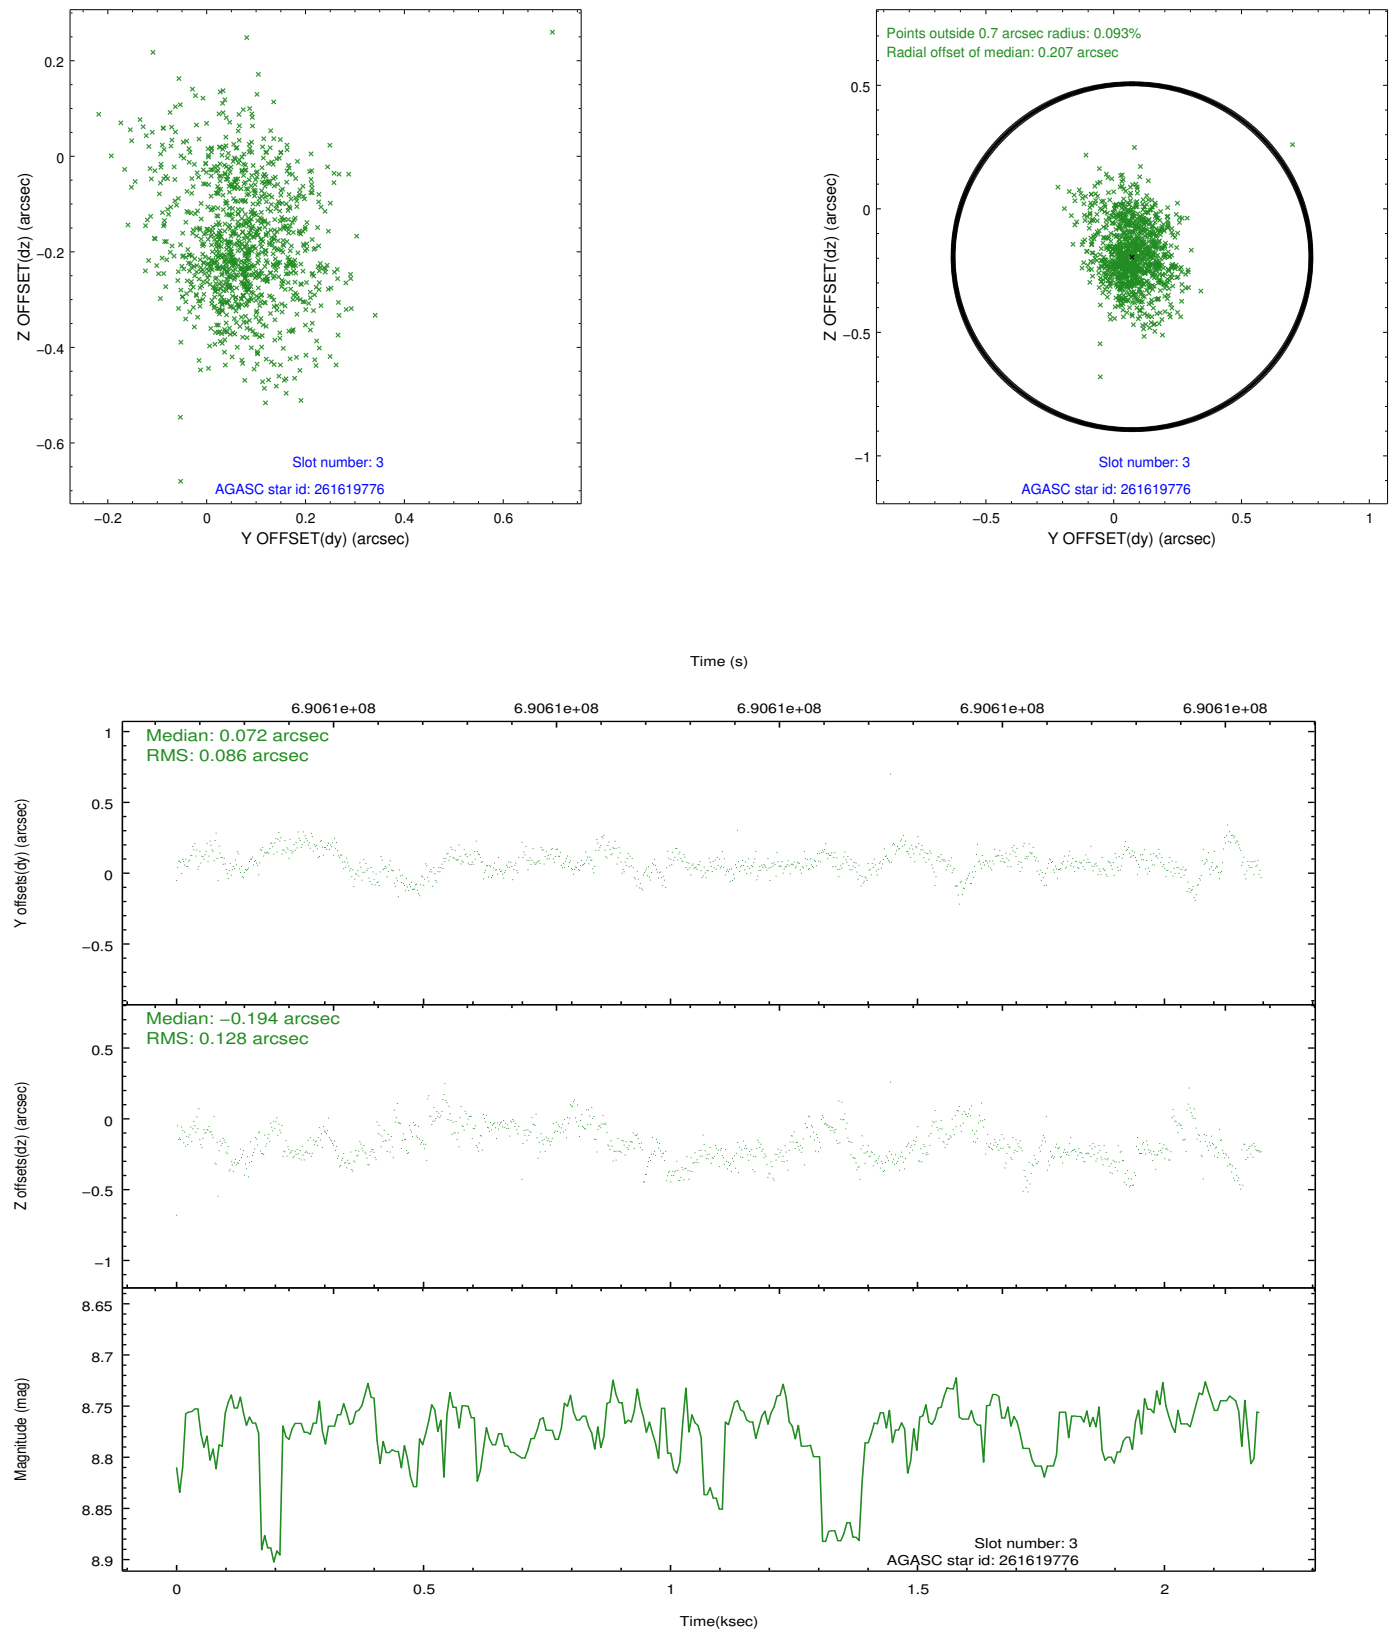 0.2
0
−0.2
−0.4
−0.6
Z OFFSET(dz) (arcsec)
Slot number: 3
AGASC star id: 261619776
−0.2 0 0.2 0.4 0.6
Y OFFSET(dy) (arcsec)
Points outside 0.7 arcsec radius: 0.093%
Radial offset of median: 0.207 arcsec
0.5
0
−0.5
−1
Z OFFSET(dz) (arcsec)
Slot number: 3
AGASC star id: 261619776
−0.5 0 0.5 1
Y OFFSET(dy) (arcsec)
Time (s)
6.9061e+08 6.9061e+08 6.9061e+08 6.9061e+08 6.9061e+08
Median: 0.072 arcsec
RMS: 0.086 arcsec
1
0.5
0
−0.5
Y offsets(dy) (arcsec)
Median: −0.194 arcsec
RMS: 0.128 arcsec
0.5
0
−0.5
−1
Z offsets(dz) (arcsec)
8.65
8.7
8.75
8.8
8.85
8.9
Magnitude (mag)
Slot number: 3
AGASC star id: 261619776
0 0.5 1 1.5 2
Time(ksec)